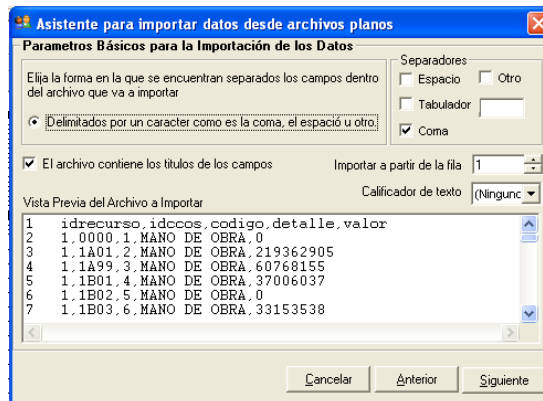 Asistente para importar datos desde archivos planos
Parametros Básicos para la Importación de los Datos
Elija la forma en la que se encuentran separados los campos dentro
del archivo que va a importar
Delimitados por un caracter como es la coma, el espació u otro.
Separadores
Espacio
Otro
Tabulador
Coma
El archivo contiene los titulos de los campos
Importar a partir de la fila 1
Calificador de texto (Ningunc
Vista Previa del Archivo a Importar
1 idrecurso,idccos,codigo,detalle,valor
2 1,0000,1,MANO DE OBRA,0
3 1,1A01,2,MANO DE OBRA,219362905
4 1,1A99,3,MANO DE OBRA,60768155
5 1,1B01,4,MANO DE OBRA,37006037
6 1,1B02,5,MANO DE OBRA,0
7 1,1B03,6,MANO DE OBRA,33153538
Cancelar
Anterior
Siguiente